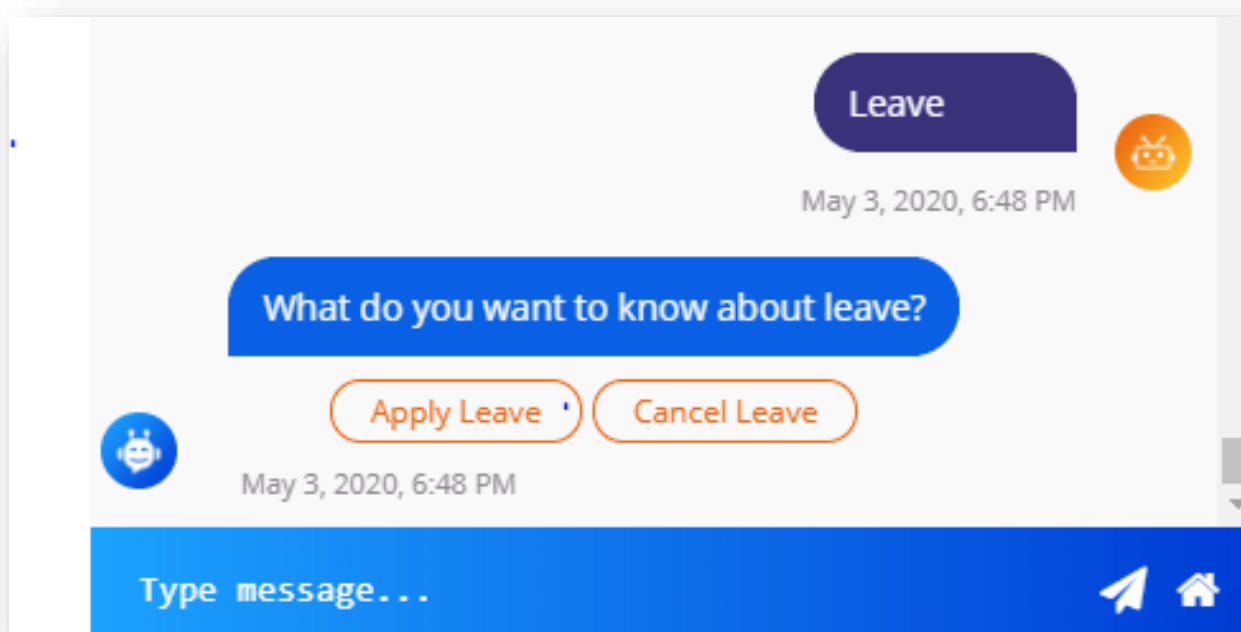 Leave
May 3, 2020, 6:48 PM
What do you want to know about leave?
Apply Leave Cancel Leave
May 3, 2020, 6:48 PM
Type message...